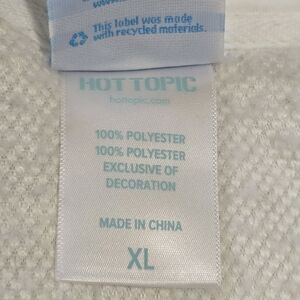 This label was made
with recycled materials.
HOT TOPIC
hottopic.com
100% POLYESTER
100% POLYESTER
EXCLUSIVE OF
DECORATION
MADE IN CHINA
XL